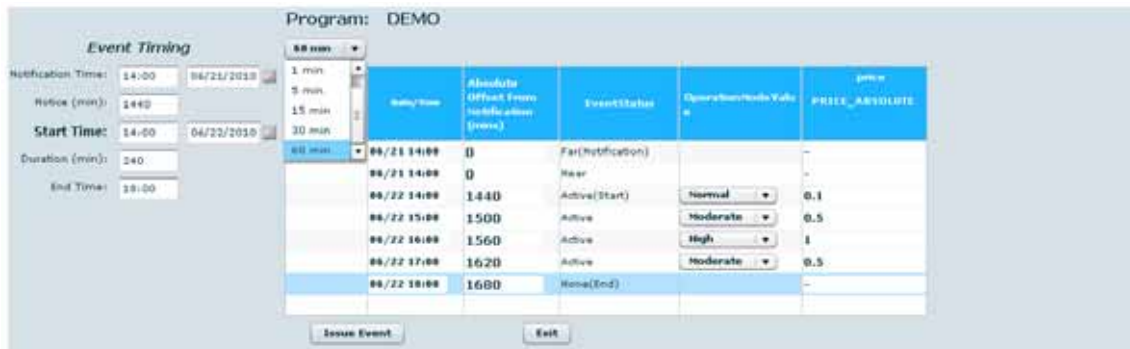 Program: DEMO
Event Timing
60 min
Notification Time: 14:00 06/21/2010
Notice (min): 1440
Start Time: 14:00 06/22/2010
Duration (min): 240
End Time: 18:00
1 min
5 min
15 min
30 min
60 min
Date/Time
Absolute Offset From Notification (mins)
EventStatus
OperationModeValue
price PRICE_ABSOLUTE
06/21 14:00 0 Far(Notification) -
06/21 14:00 0 Near -
06/22 14:00 1440 Active(Start) Normal 0.1
06/22 15:00 1500 Active Moderate 0.5
06/22 16:00 1560 Active High 1
06/22 17:00 1620 Active Moderate 0.5
06/22 18:00 1680 None(End) -
Issue Event
Exit